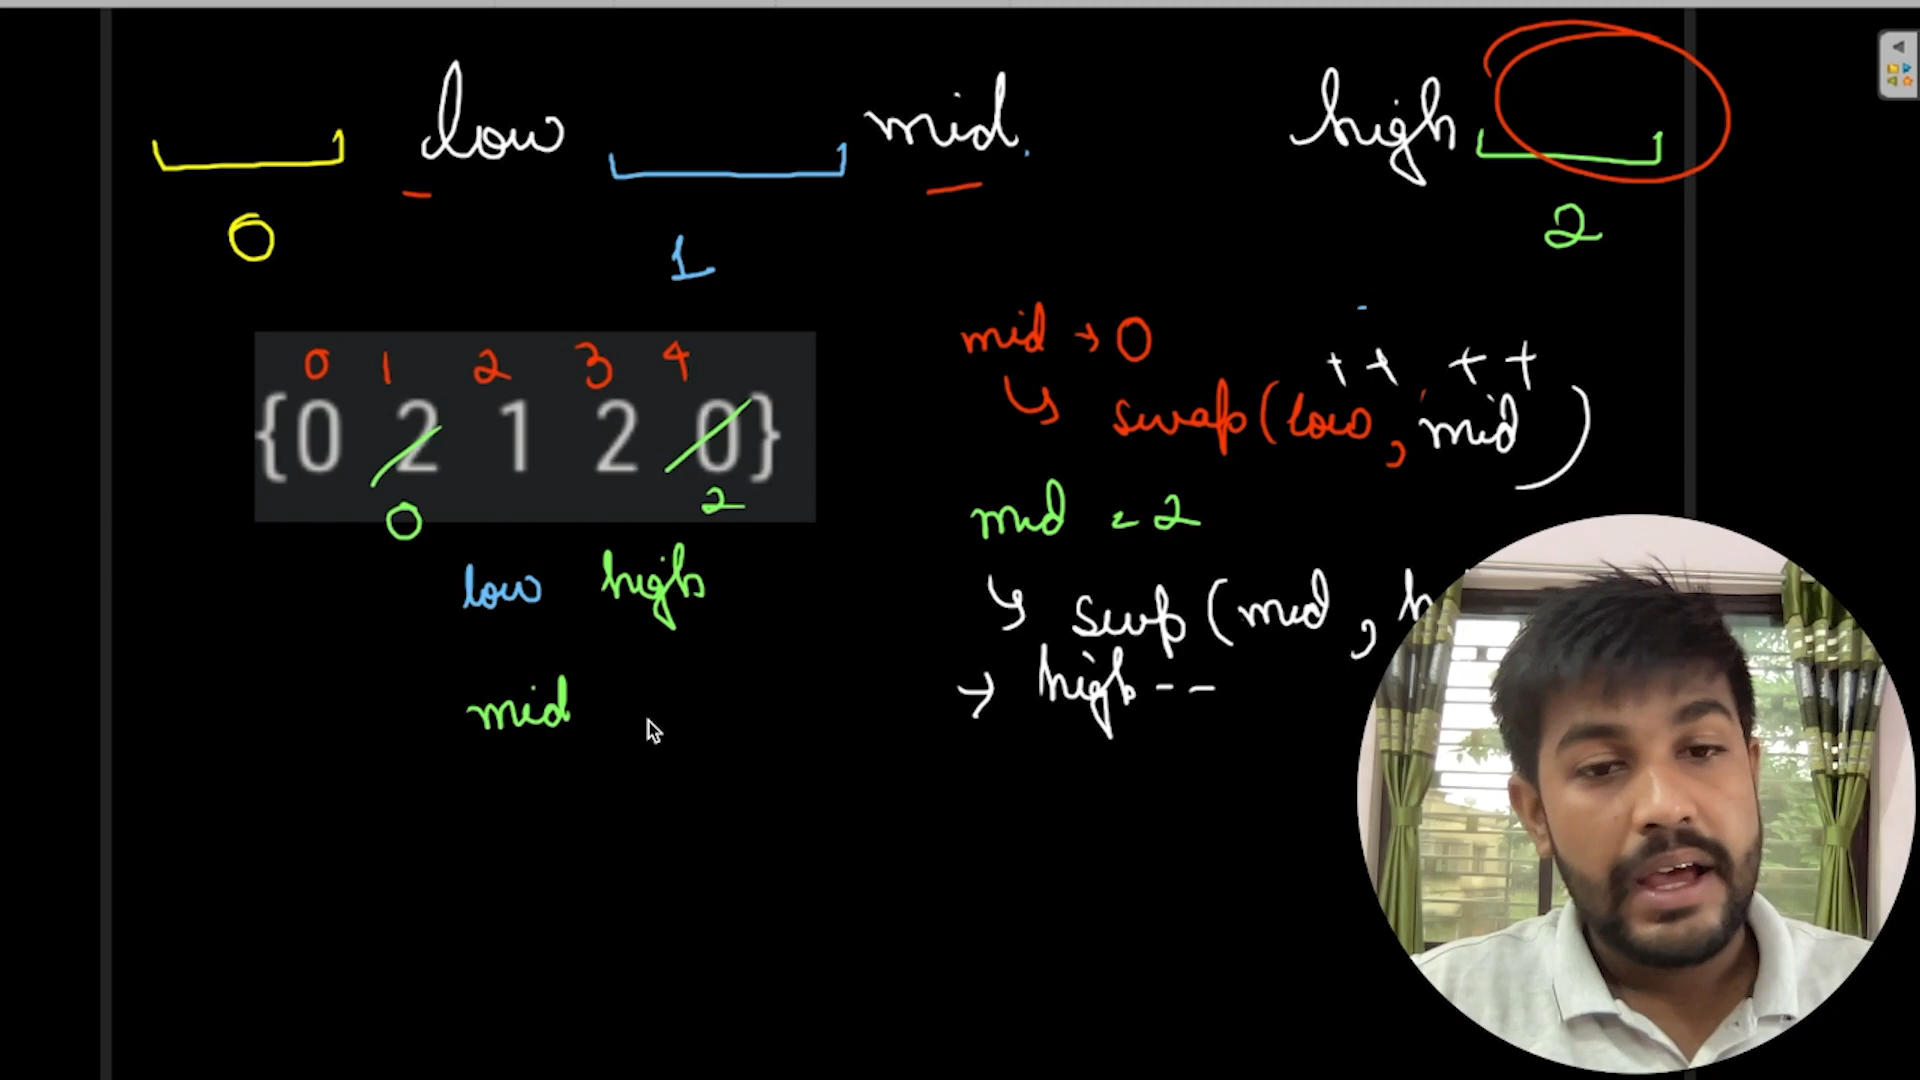 low mid. high
0 1 2
0 1 2 3 4
{0 2 1 2 0}
0 2
low high
mid
mid → 0
++ ++
swap(low, mid)
mid = 2
swp(mid, h
→ high--